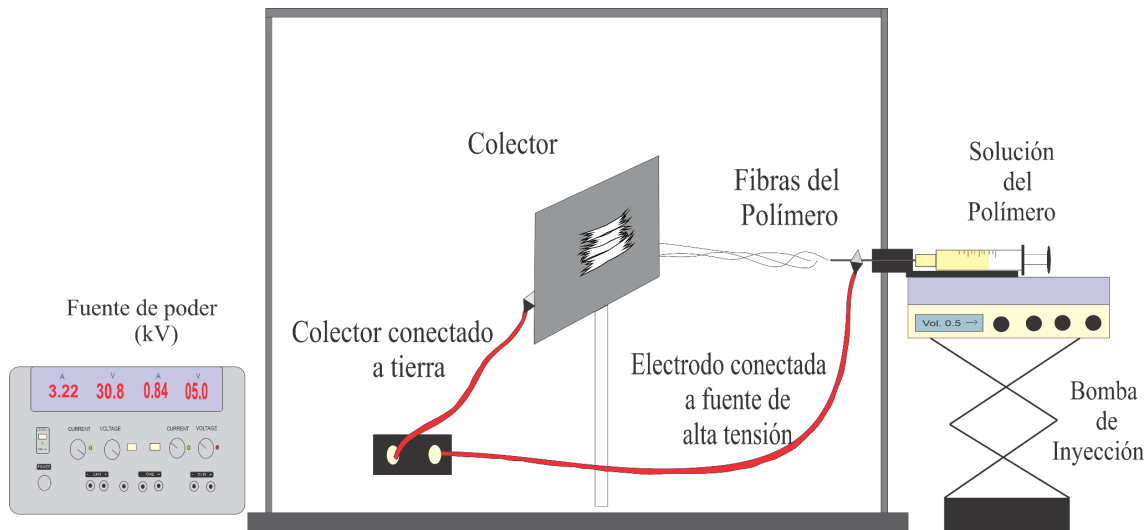 Colector
Fibras del
Polímero
Solución
del
Polímero
Fuente de poder
(kV)
Colector conectado
a tierra
Electrodo conectada
a fuente de
alta tensión
Bomba
de
Inyección
Vol. 0.5 →
A V A V
3.22 30.8 0.84 05.0
CURRENT VOLTAGE CURRENT VOLTAGE